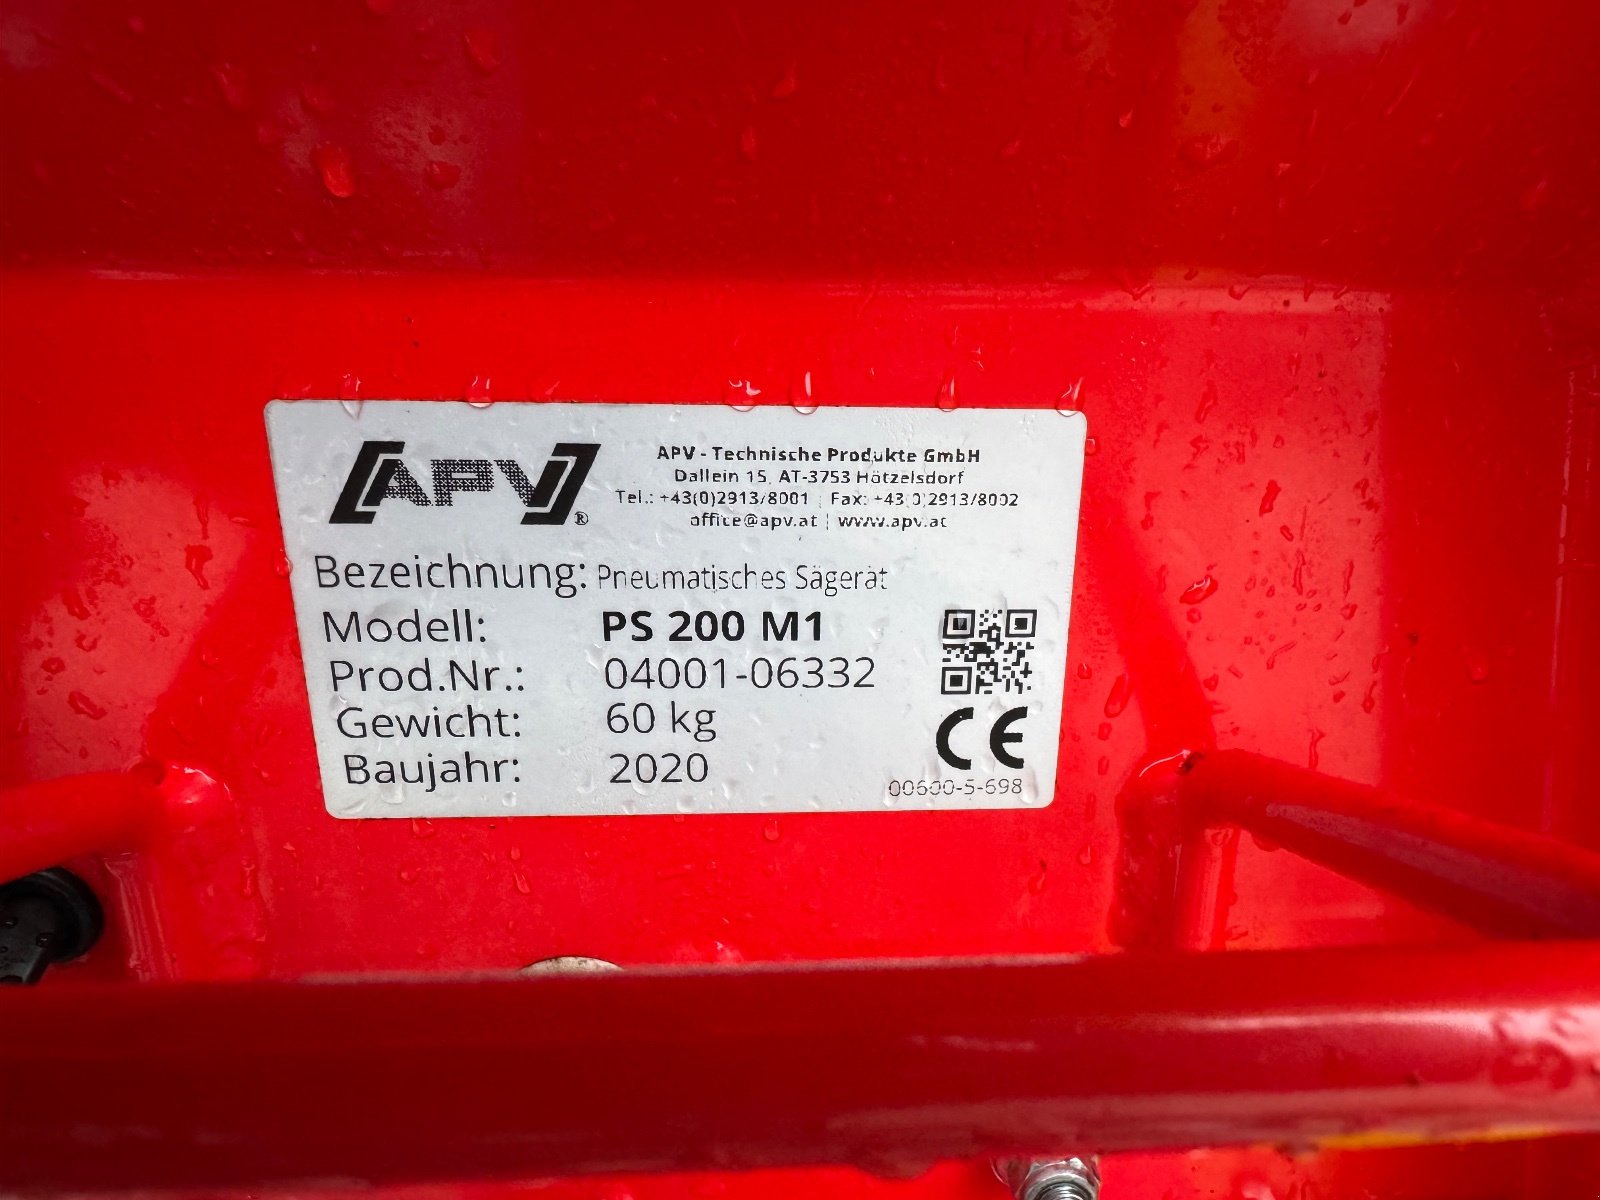 [APV]®
APV - Technische Produkte GmbH
Dallein 15, AT-3753 Hötzelsdorf
Tel.: +43(0)2913/8001 | Fax: +43(0)2913/8002
office@apv.at | www.apv.at
Bezeichnung: Pneumatisches Sägerät
Modell: PS 200 M1
Prod.Nr.: 04001-06332
Gewicht: 60 kg
Baujahr: 2020
CE
00600-5-698